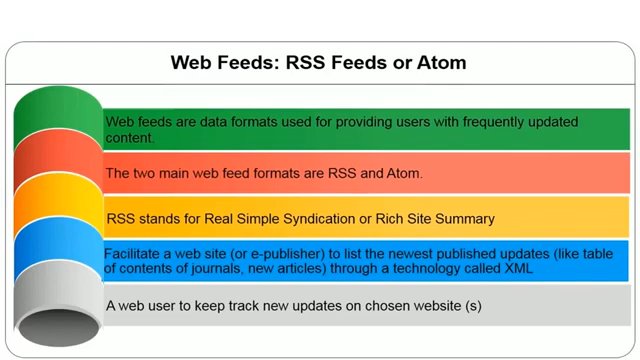 Web Feeds: RSS Feeds or Atom
Web feeds are data formats used for providing users with frequently updated
content.
The two main web feed formats are RSS and Atom.
RSS stands for Real Simple Syndication or Rich Site Summary
Facilitate a web site (or e-publisher) to list the newest published updates (like table
of contents of journals, new articles) through a technology called XML
A web user to keep track new updates on chosen website (s)